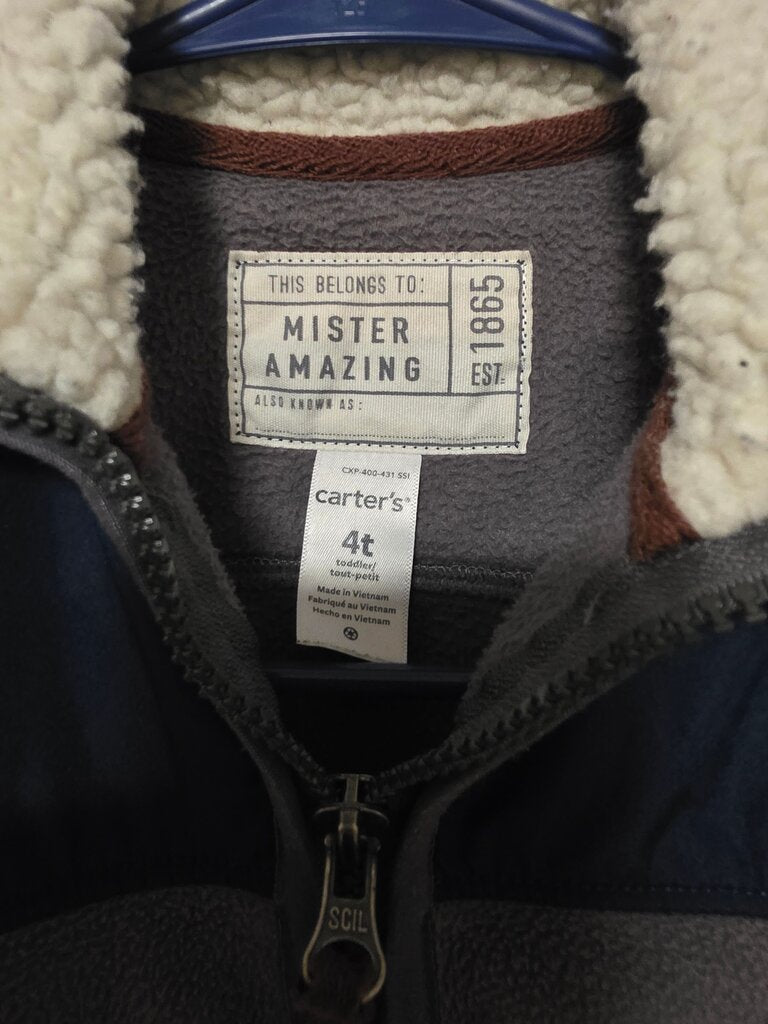 THIS BELONGS TO:
MISTER
AMAZING
EST. 1865
ALSO KNOWN AS:
CXP-400-431 SSI
carter's®
4t
toddler/
tout-petit
Made in Vietnam
Fabriqué au Vietnam
Hecho en Vietnam
SCIL